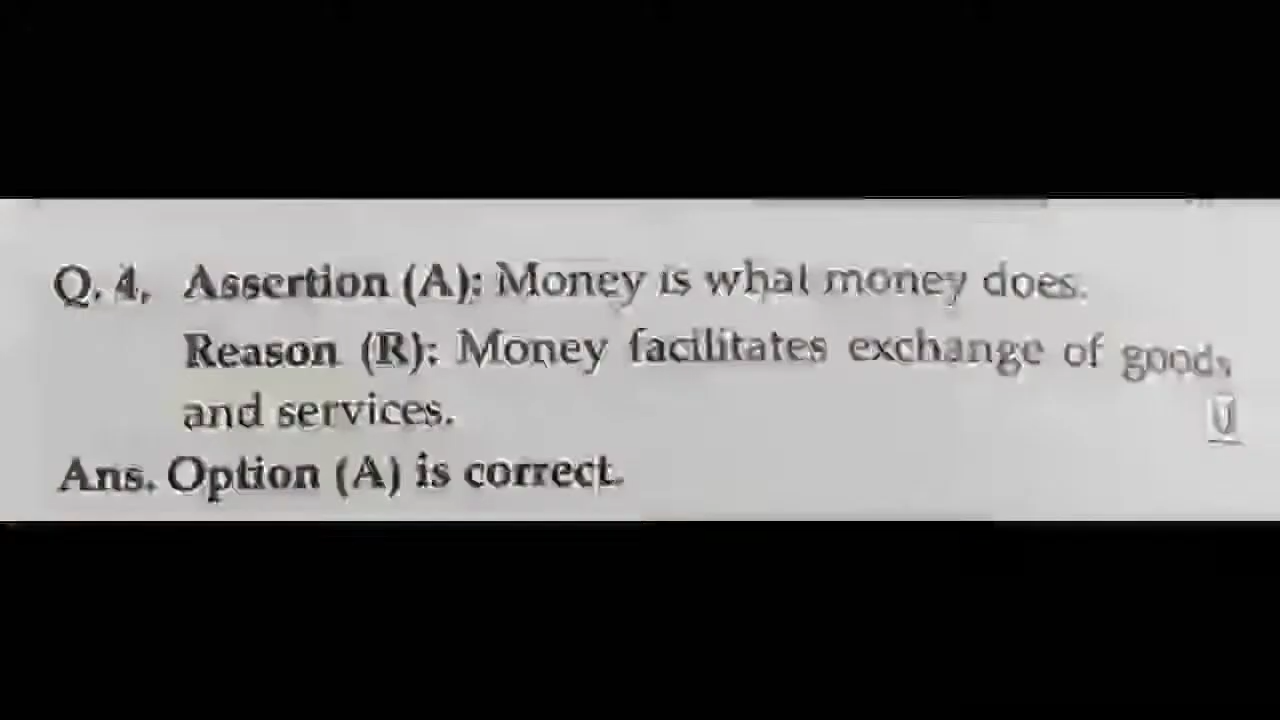 Q. 4. Assertion (A): Money is what money does.
Reason (R): Money facilitates exchange of goods
and services. U
Ans. Option (A) is correct.